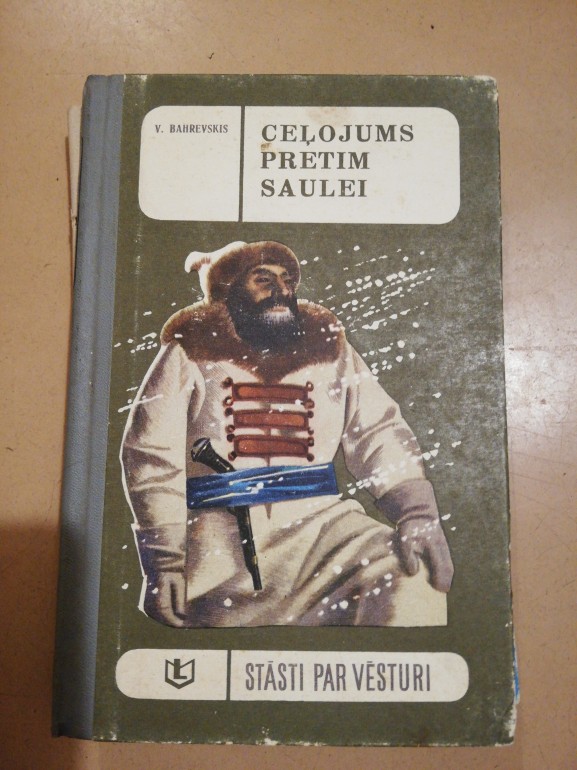 V. BAHREVSKIS
CEĻOJUMS
PRETIM
SAULEI
STĀSTI PAR VĒSTURI